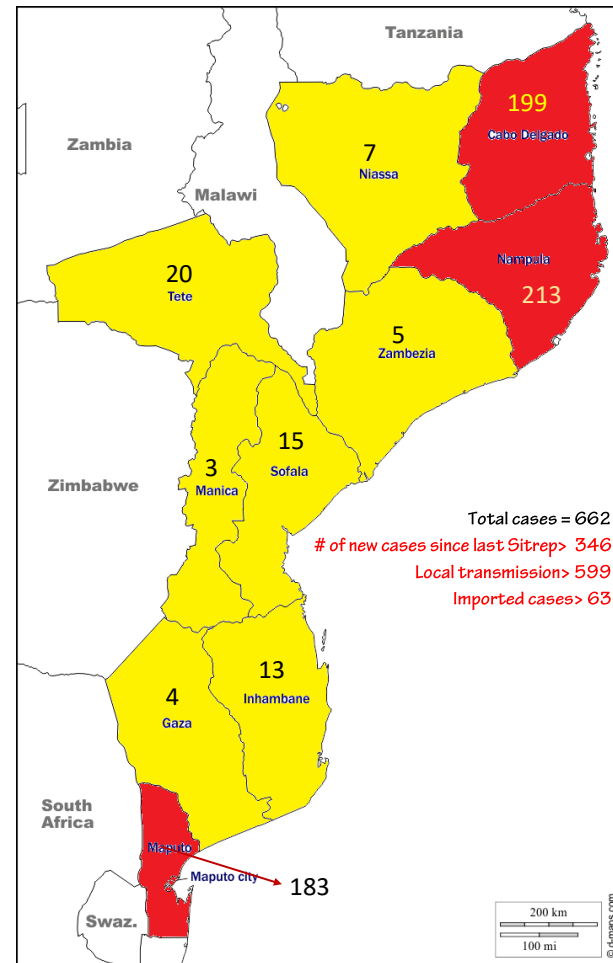 Tanzania
199
Cabo Delgado
Zambia
7
Niassa
Malawi
Nampula
213
20
Tete
5
Zambezia
15
Sofala
3
Manica
Zimbabwe
Total cases = 662
# of new cases since last Sitrep> 346
Local transmission> 599
Imported cases> 63
13
Inhambane
4
Gaza
South
Africa
Maputo
Maputo city
183
Swaz.
200 km
100 mi
© d-maps.com